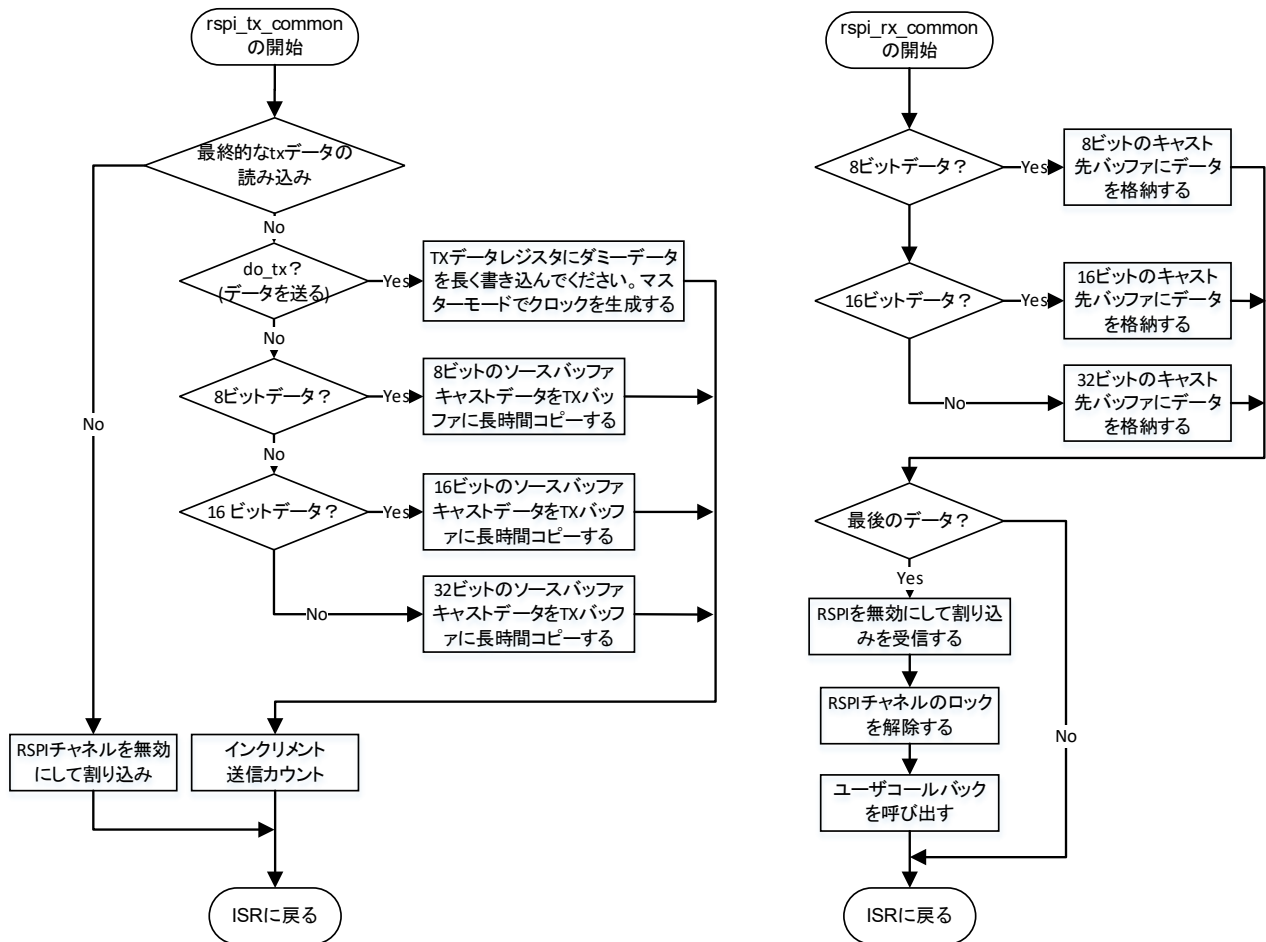 rspi_tx_common
の開始
最終的なtxデータの
読み込み
No
do_tx？
(データを送る)
Yes
TXデータレジスタにダミーデータ
を長く書き込んでください。マス
ターモードでクロックを生成する
No
8ビットデータ？
Yes
8ビットのソースバッファ
キャストデータをTXバッ
ファに長時間コピーする
No
No
16 ビットデータ？
Yes
16ビットのソースバッファ
キャストデータをTXバッフ
ァに長時間コピーする
No
32ビットのソースバッファ
キャストデータをTXバッフ
ァに長時間コピーする
RSPIチャネルを無効
にして割り込み
インクリメント
送信カウント
ISRに戻る
rspi_rx_common
の開始
8ビットデータ？
Yes
8ビットのキャスト
先バッファにデータ
を格納する
16ビットデータ？
Yes
16ビットのキャスト
先バッファにデータ
を格納する
No
32ビットのキャスト
先バッファにデータ
を格納する
最後のデータ？
Yes
RSPIを無効にして割り込
みを受信する
RSPIチャネルのロック
を解除する
No
ユーザコールバック
を呼び出す
ISRに戻る